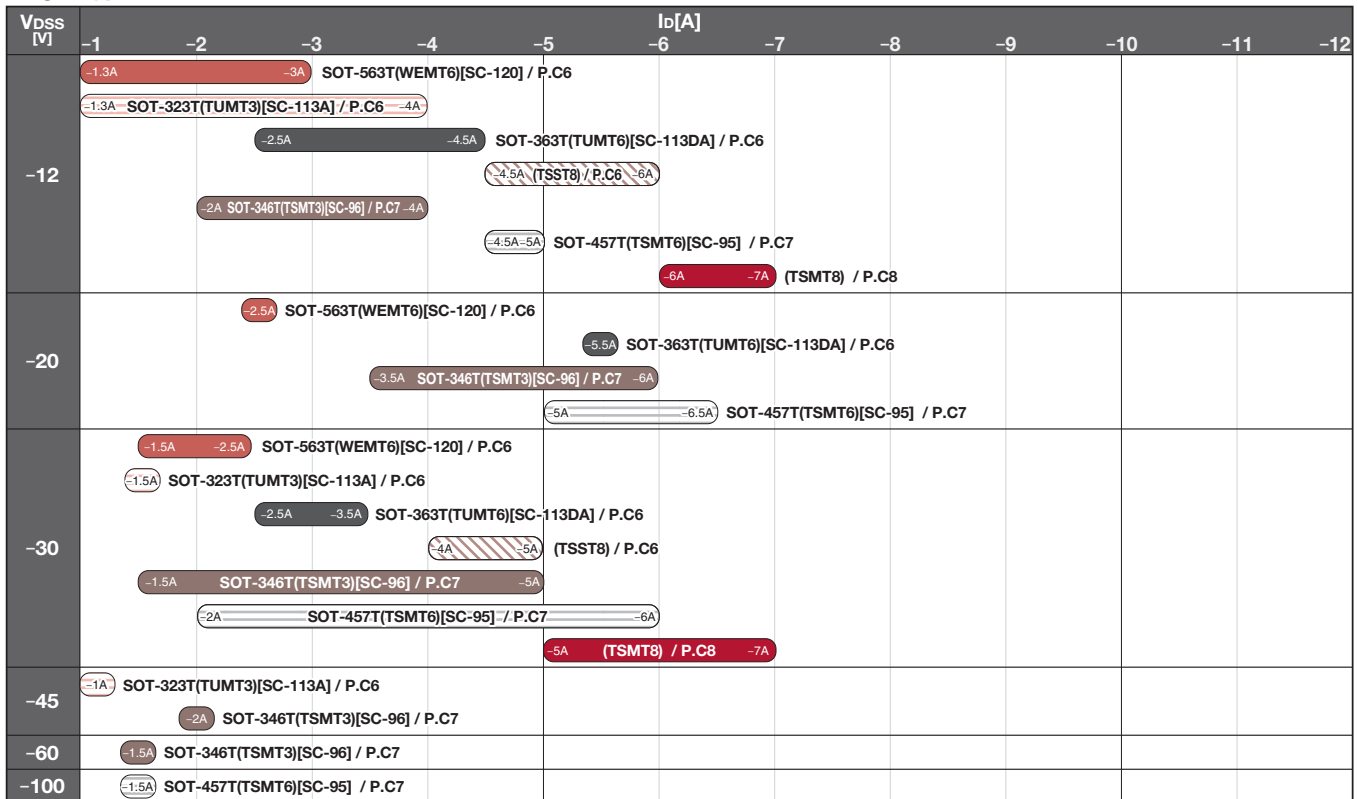 VDSS [V]
ID[A]
−1 −2 −3 −4 −5 −6 −7 −8 −9 −10 −11 −12
−12
−1.3A −3A SOT-563T(WEMT6)[SC-120] / P.C6
−1.3A SOT-323T(TUMT3)[SC-113A] / P.C6 −4A
−2.5A −4.5A SOT-363T(TUMT6)[SC-113DA] / P.C6
−4.5A (TSST8) / P.C6 −6A
−2A SOT-346T(TSMT3)[SC-96] / P.C7 −4A
−4.5A −5A SOT-457T(TSMT6)[SC-95] / P.C7
−6A −7A (TSMT8) / P.C8
−20
−2.5A SOT-563T(WEMT6)[SC-120] / P.C6
−5.5A SOT-363T(TUMT6)[SC-113DA] / P.C6
−3.5A SOT-346T(TSMT3)[SC-96] / P.C7 −6A
−5A −6.5A SOT-457T(TSMT6)[SC-95] / P.C7
−30
−1.5A −2.5A SOT-563T(WEMT6)[SC-120] / P.C6
−1.5A SOT-323T(TUMT3)[SC-113A] / P.C6
−2.5A −3.5A SOT-363T(TUMT6)[SC-113DA] / P.C6
−4A −5A (TSST8) / P.C6
−1.5A SOT-346T(TSMT3)[SC-96] / P.C7 −5A
−2A SOT-457T(TSMT6)[SC-95] / P.C7 −6A
−5A (TSMT8) / P.C8 −7A
−45
−1A SOT-323T(TUMT3)[SC-113A] / P.C6
−2A SOT-346T(TSMT3)[SC-96] / P.C7
−60
−1.5A SOT-346T(TSMT3)[SC-96] / P.C7
−100
−1.5A SOT-457T(TSMT6)[SC-95] / P.C7